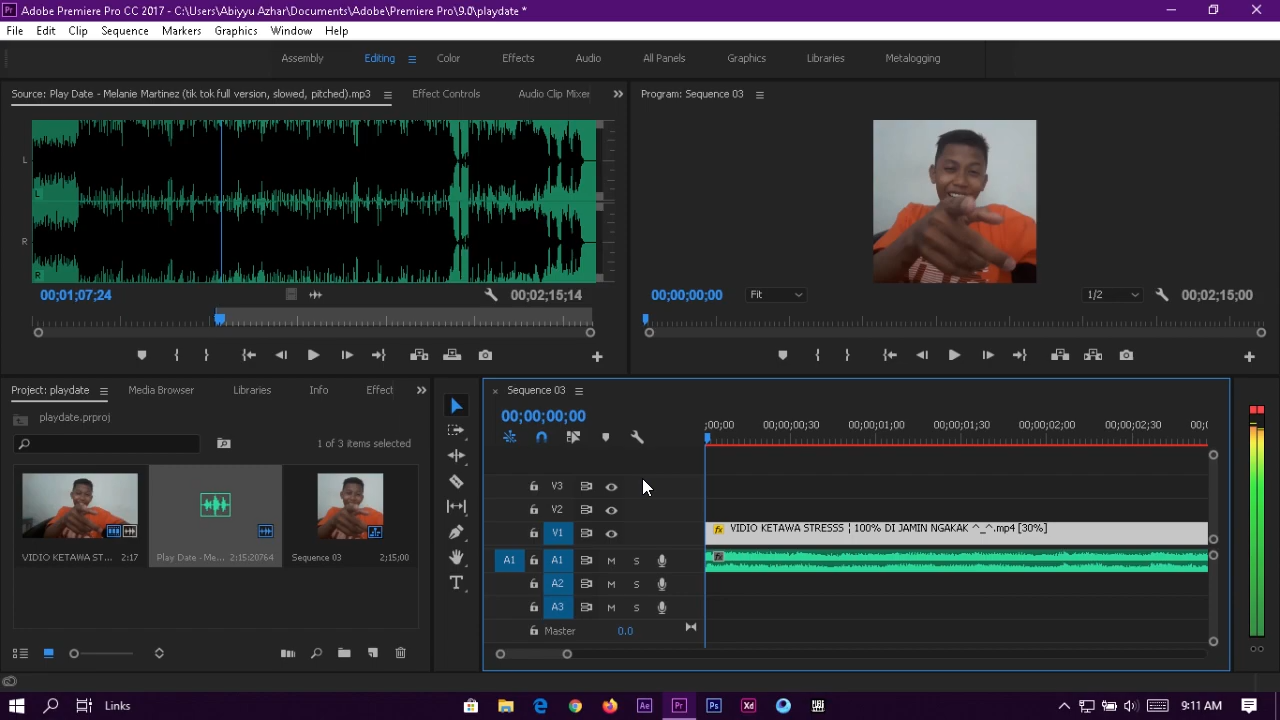 Adobe Premiere Pro CC 2017 - C:\Users\Abiyyu Azhar\Documents\Adobe\Premiere Pro\9.0\playdate *
File Edit Clip Sequence Markers Graphics Window Help
Assembly Editing Color Effects Audio All Panels Graphics Libraries Metalogging
Source: Play Date - Melanie Martinez (tik tok full version, slowed, pitched).mp3 Effect Controls Audio Clip Mixer
Program: Sequence 03
L
L
R
R
00;01;07;24 00;02;15;14
00;00;00;00 Fit 1/2 00;02;15;00
Project: playdate Media Browser Libraries Info Effect
playdate.prproj
1 of 3 items selected
VIDIO KETAWA ST... 2:17
Play Date - Me... 2:15:20764
Sequence 03 2;15;00
Sequence 03
00;00;00;00
;00;00 00;00;00;30 00;00;01;00 00;00;01;30 00;00;02;00 00;00;02;30 00;(
V3
V2
V1 fx VIDIO KETAWA STRESSS ¦ 100% DI JAMIN NGAKAK ^_^.mp4 [30%]
A1 A1 M S fx
A2 M S
A3 M S
Master 0.0
Links Ae Pr Ps Xd 9:11 AM